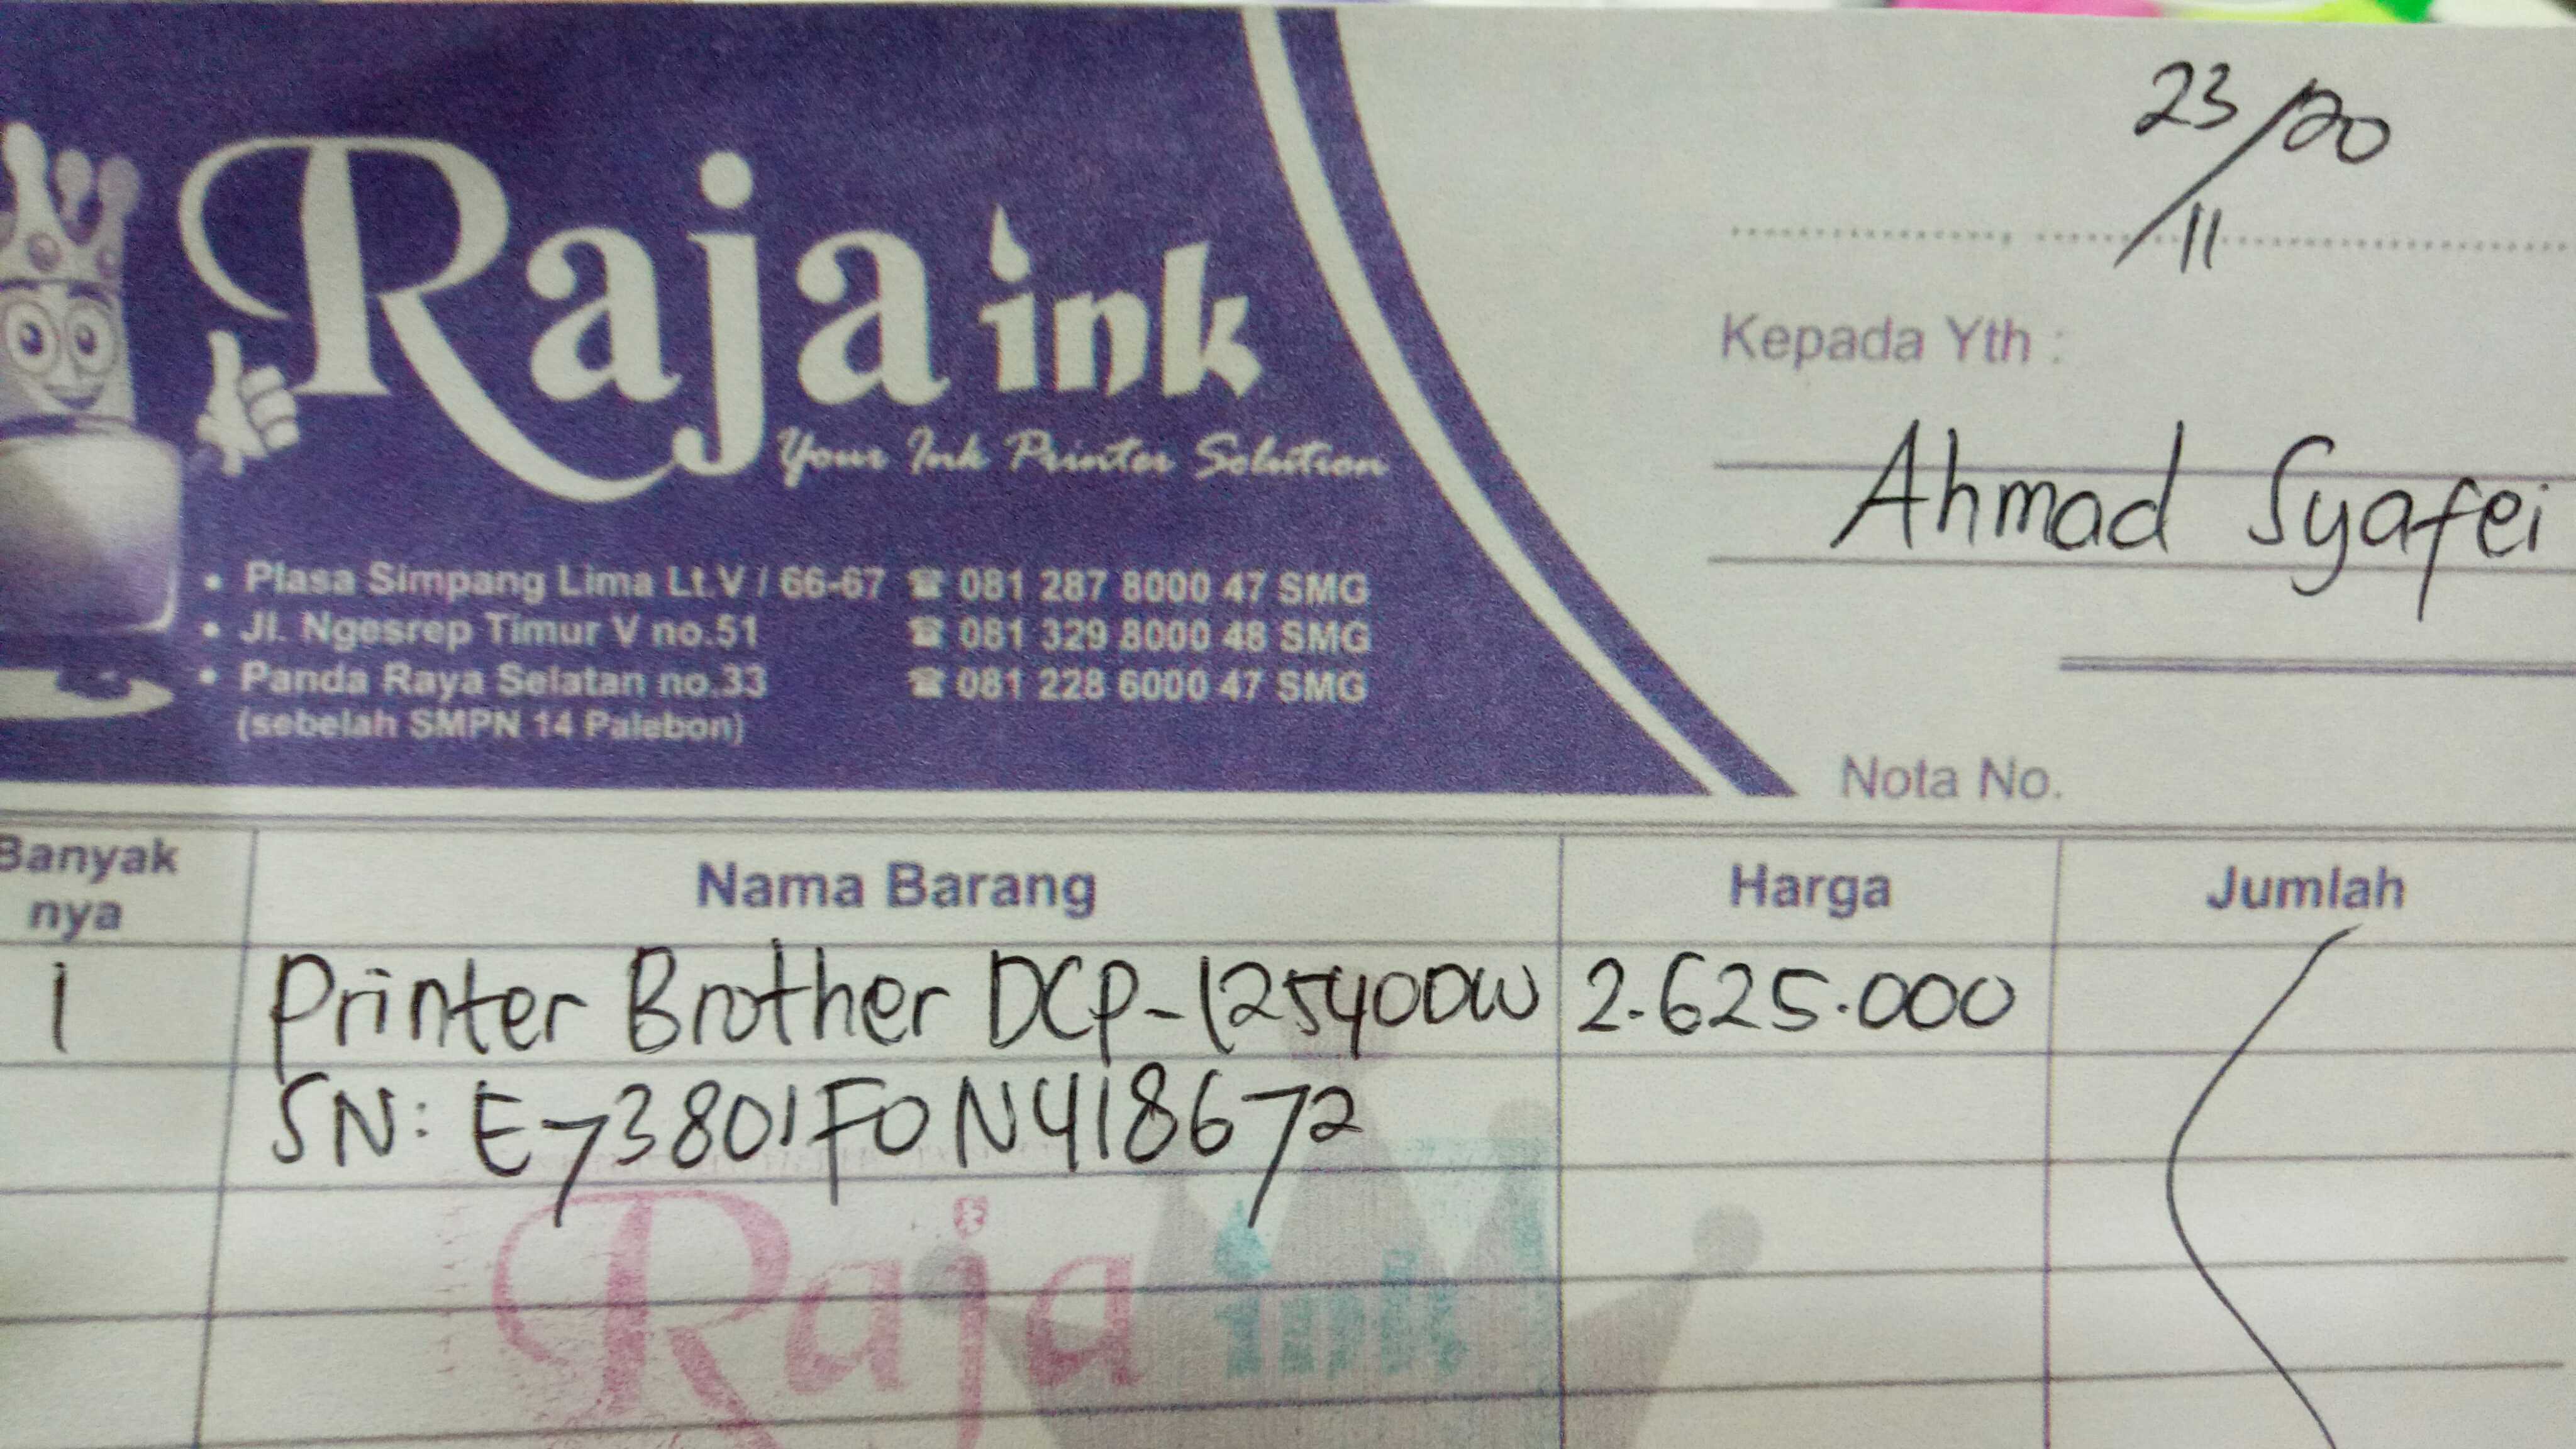 23/11/20
Raja ink
Your Ink Printer Solution
• Plasa Simpang Lima Lt.V / 66-67 ☎ 081 287 8000 47 SMG
• Jl. Ngesrep Timur V no.51 ☎ 081 329 8000 48 SMG
• Panda Raya Selatan no.33 ☎ 081 228 6000 47 SMG
(sebelah SMPN 14 Palebon)
Kepada Yth :
Ahmad Syafei
Nota No.
Banyak nya Nama Barang Harga Jumlah
1 Printer Brother DCP-L2540DW 2.625.000
SN: E73801F0N418672
Raja ink